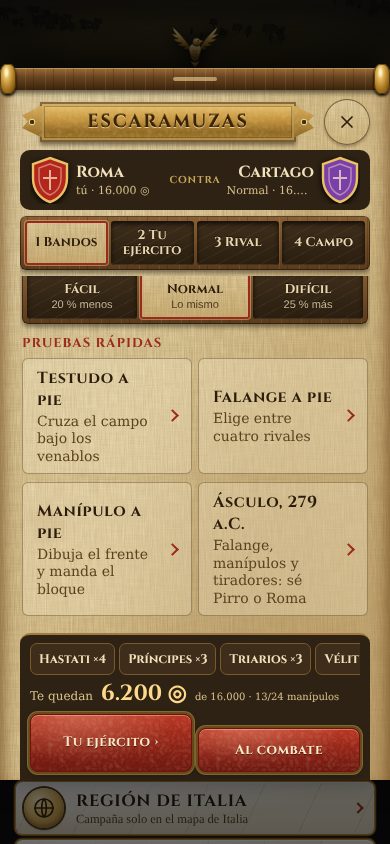 ESCARAMUZAS
ROMA
tú · 16.000 ◎
CONTRA
CARTAGO
Normal · 16.…
1 BANDOS
2 TU
EJÉRCITO
3 RIVAL
4 CAMPO
FÁCIL
20 % menos
NORMAL
Lo mismo
DIFÍCIL
25 % más
PRUEBAS RÁPIDAS
TESTUDO A
PIE
Cruza el campo
bajo los
venablos
FALANGE A PIE
Elige entre
cuatro rivales
MANÍPULO A
PIE
Dibuja el frente
y manda el
bloque
ÁSCULO, 279
A.C.
Falange,
manípulos y
tiradores: sé
Pirro o Roma
HASTATI ×4
PRÍNCIPES ×3
TRIARIOS ×3
VÉLIT
Te quedan 6.200 ◎ de 16.000 · 13/24 manípulos
TU EJÉRCITO ›
AL COMBATE
REGIÓN DE ITALIA
Campaña solo en el mapa de Italia